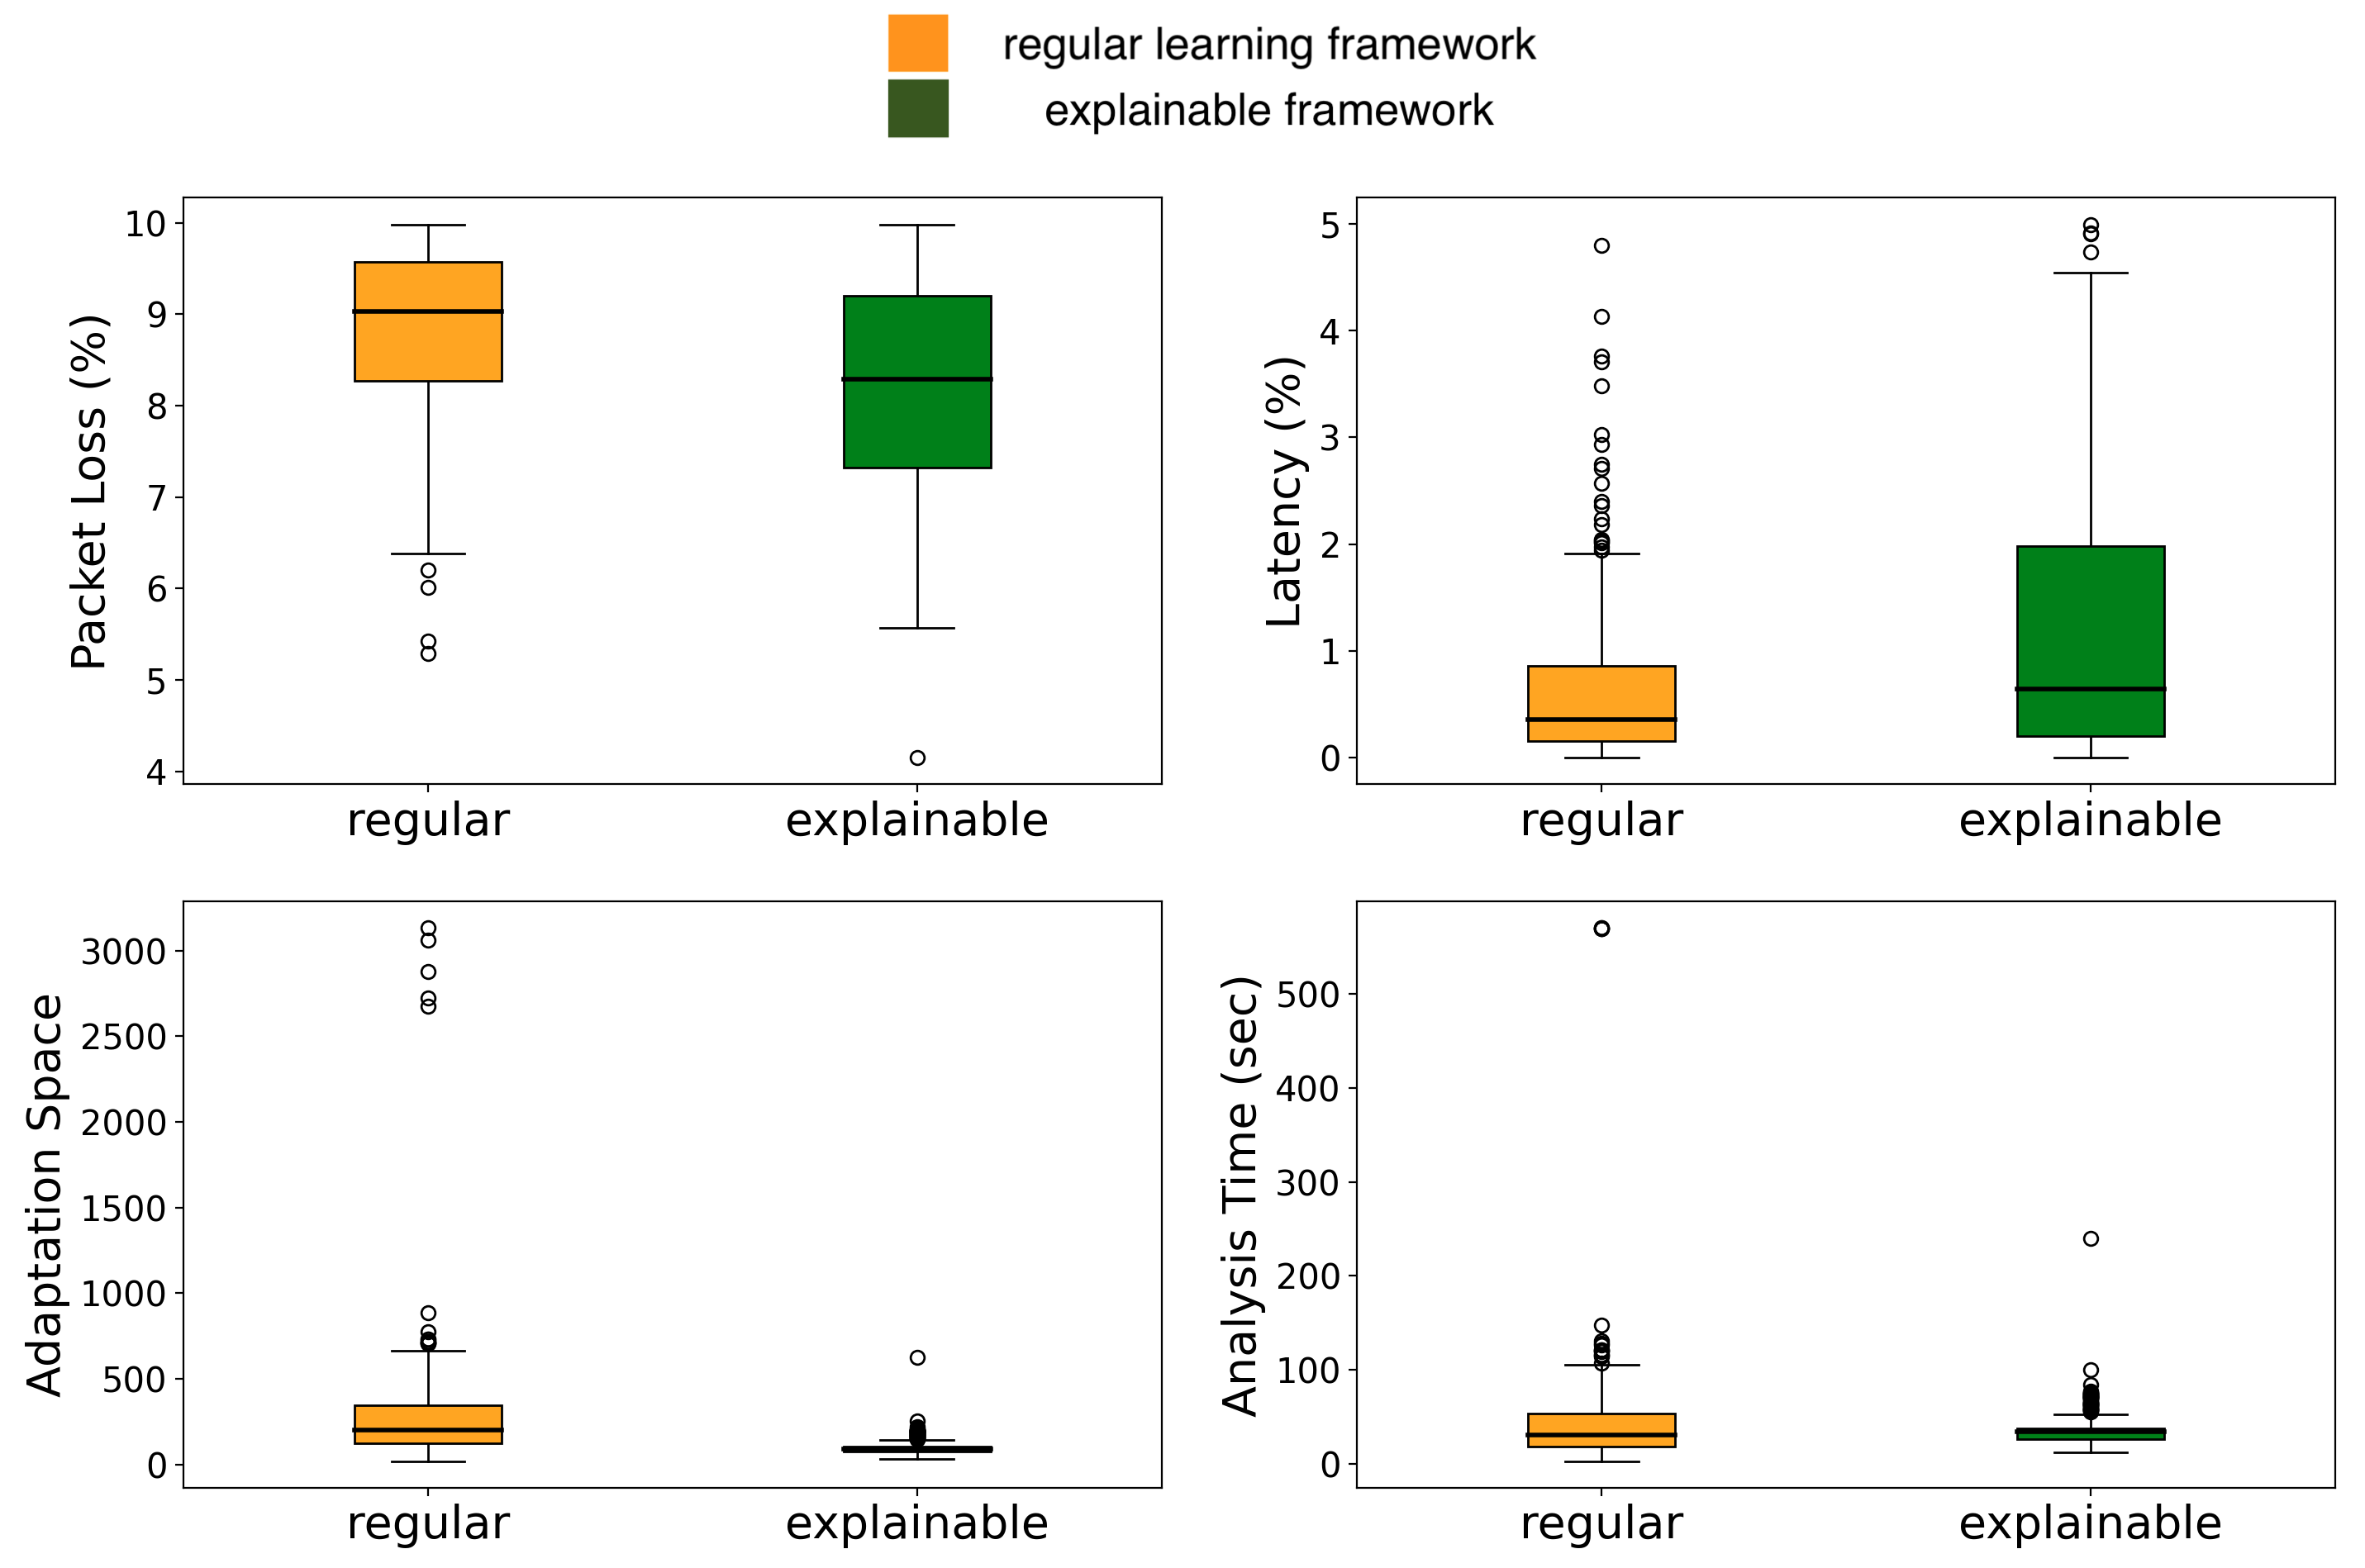 regular learning framework
explainable framework
Packet Loss (%)
10
9
8
7
6
5
4
regular explainable
Latency (%)
5
4
3
2
1
0
regular explainable
Adaptation Space
3000
2500
2000
1500
1000
500
0
regular explainable
Analysis Time (sec)
500
400
300
200
100
0
regular explainable